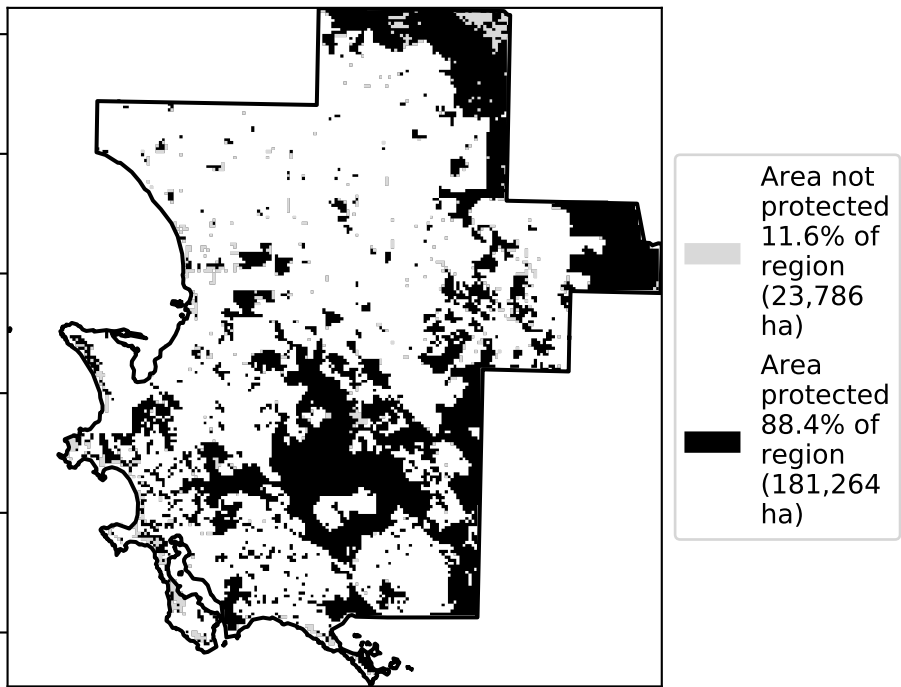 Area not
protected
11.6% of
region
(23,786
ha)
Area
protected
88.4% of
region
(181,264
ha)